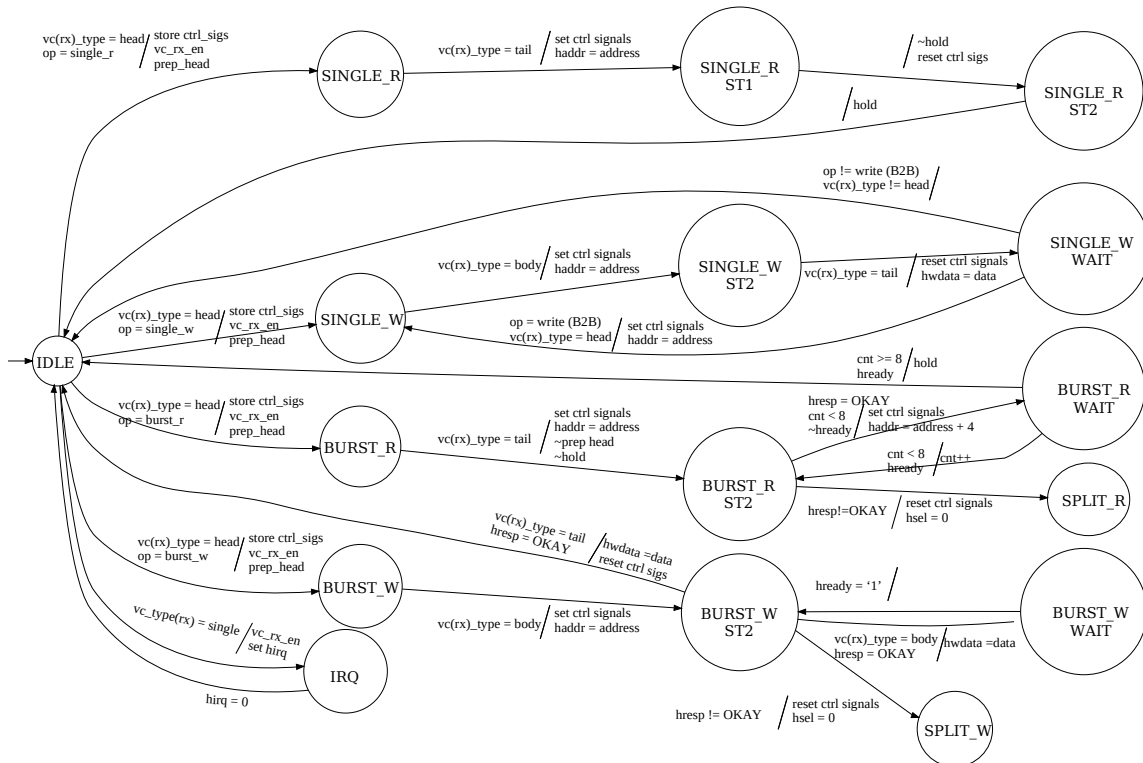 vc(rx)_type = head
op = single_r
store ctrl_sigs
vc_rx_en
prep_head
SINGLE_R
vc(rx)_type = tail
set ctrl signals
haddr = address
SINGLE_R
ST1
~hold
reset ctrl sigs
SINGLE_R
ST2
hold
op != write (B2B)
vc(rx)_type != head
SINGLE_W
WAIT
vc(rx)_type = body
set ctrl signals
haddr = address
SINGLE_W
ST2
vc(rx)_type = tail
reset ctrl signals
hwdata = data
vc(rx)_type = head
op = single_w
store ctrl_sigs
vc_rx_en
prep_head
SINGLE_W
op = write (B2B)
vc(rx)_type = head
set ctrl signals
haddr = address
IDLE
cnt >= 8
hready
hold
BURST_R
WAIT
vc(rx)_type = head
op = burst_r
store ctrl_sigs
vc_rx_en
prep_head
BURST_R
vc(rx)_type = tail
set ctrl signals
haddr = address
~prep head
~hold
hresp = OKAY
cnt < 8
~hready
set ctrl signals
haddr = address + 4
cnt < 8
hready
cnt++
BURST_R
ST2
hresp!=OKAY
reset ctrl signals
hsel = 0
SPLIT_R
vc(rx)_type = tail
hresp = OKAY
hwdata =data
reset ctrl sigs
vc(rx)_type = head
op = burst_w
store ctrl_sigs
vc_rx_en
prep_head
BURST_W
vc(rx)_type = body
set ctrl signals
haddr = address
BURST_W
ST2
hready = ‘1’
BURST_W
WAIT
vc(rx)_type = body
hresp = OKAY
hwdata =data
vc_type(rx) = single
vc_rx_en
set hirq
IRQ
hirq = 0
hresp != OKAY
reset ctrl signals
hsel = 0
SPLIT_W